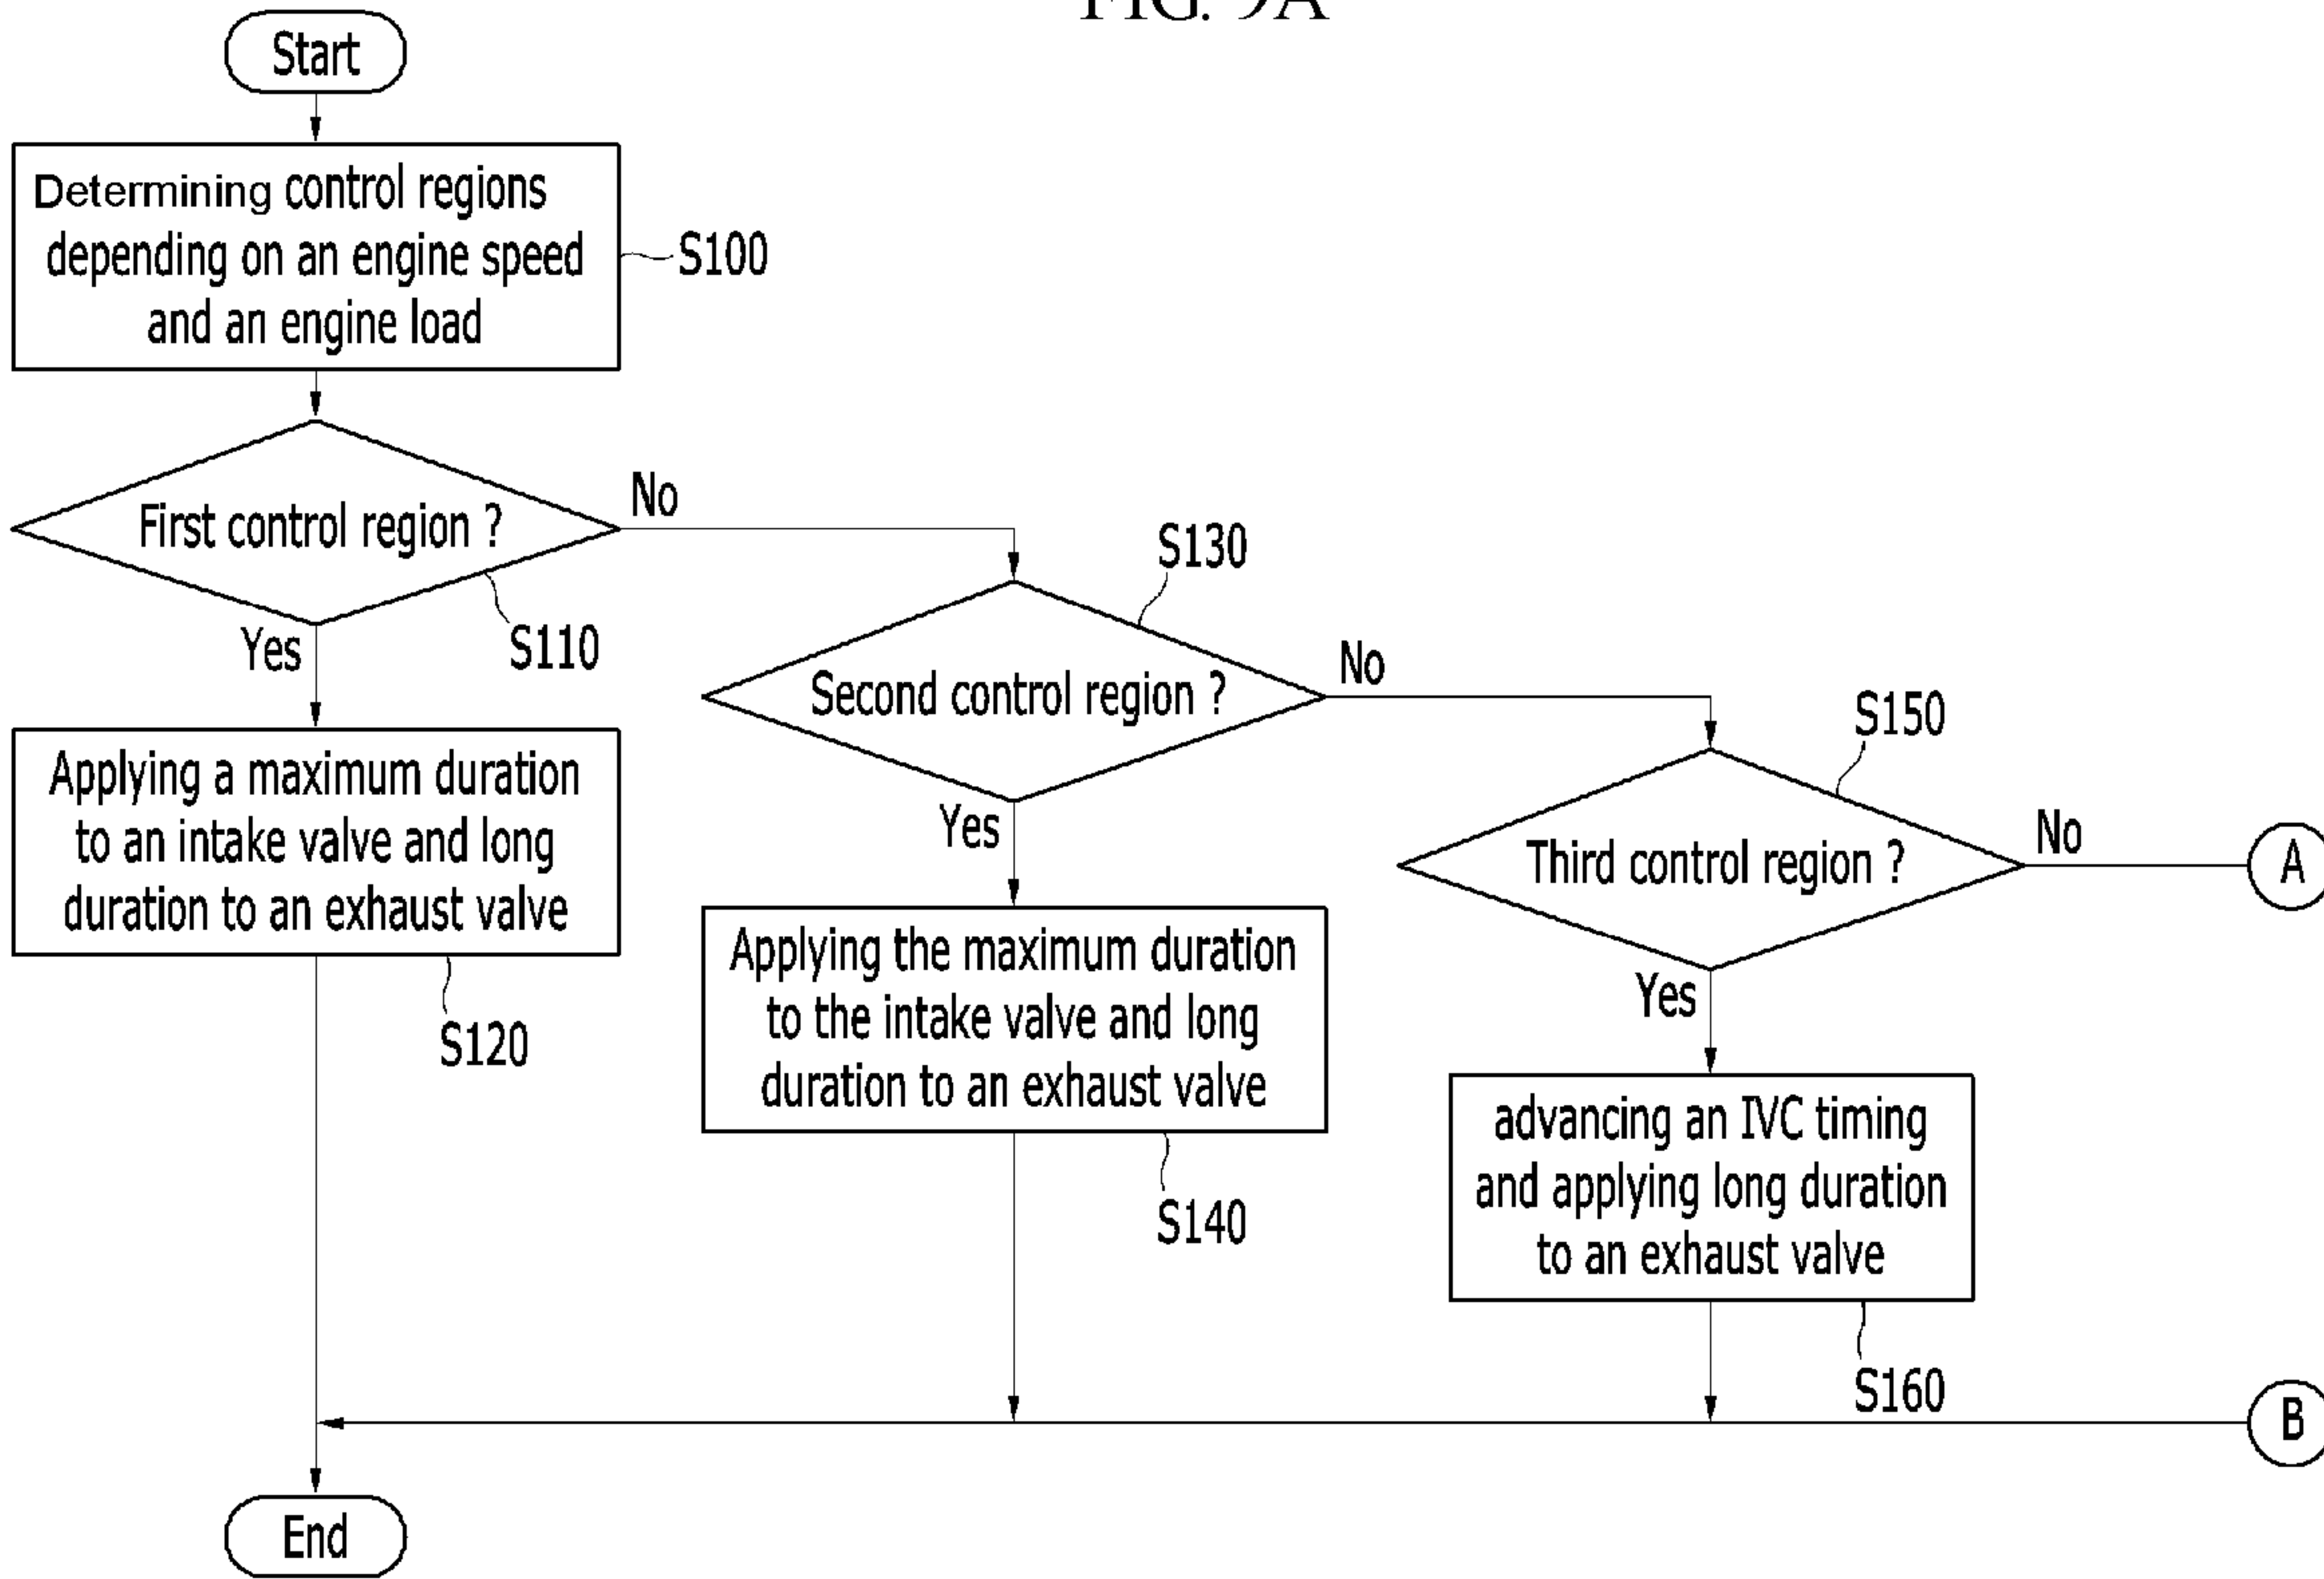 FIG. 9A
Start
Determining control regions
depending on an engine speed
and an engine load
S100
First control region ?
No
S110
Yes
S130
Second control region ?
No
Yes
S150
Third control region ?
No
A
Yes
Applying a maximum duration
to an intake valve and long
duration to an exhaust valve
S120
Applying the maximum duration
to the intake valve and long
duration to an exhaust valve
S140
advancing an IVC timing
and applying long duration
to an exhaust valve
S160
B
End